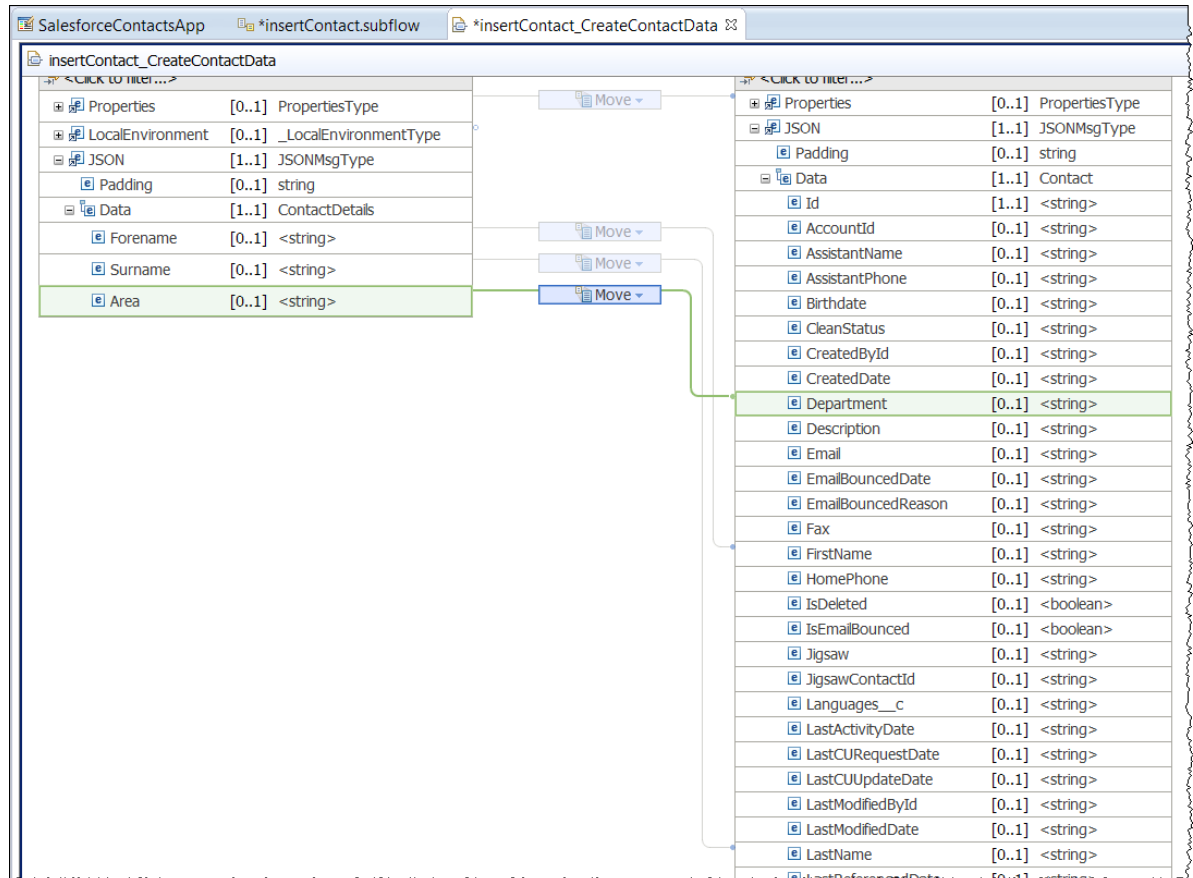 SalesforceContactsApp *insertContact.subflow *insertContact_CreateContactData
insertContact_CreateContactData
<Click to filter...> <Click to filter...>
Properties [0..1] PropertiesType Move Properties [0..1] PropertiesType
LocalEnvironment [0..1] _LocalEnvironmentType JSON [1..1] JSONMsgType
JSON [1..1] JSONMsgType Padding [0..1] string
Padding [0..1] string Data [1..1] Contact
Data [1..1] ContactDetails Id [1..1] <string>
Forename [0..1] <string> Move AccountId [0..1] <string>
Surname [0..1] <string> Move AssistantName [0..1] <string>
AssistantPhone [0..1] <string>
Area [0..1] <string> Move Birthdate [0..1] <string>
CleanStatus [0..1] <string>
CreatedById [0..1] <string>
CreatedDate [0..1] <string>
Department [0..1] <string>
Description [0..1] <string>
Email [0..1] <string>
EmailBouncedDate [0..1] <string>
EmailBouncedReason [0..1] <string>
Fax [0..1] <string>
FirstName [0..1] <string>
HomePhone [0..1] <string>
IsDeleted [0..1] <boolean>
IsEmailBounced [0..1] <boolean>
Jigsaw [0..1] <string>
JigsawContactId [0..1] <string>
Languages__c [0..1] <string>
LastActivityDate [0..1] <string>
LastCURequestDate [0..1] <string>
LastCUUpdateDate [0..1] <string>
LastModifiedById [0..1] <string>
LastModifiedDate [0..1] <string>
LastName [0..1] <string>